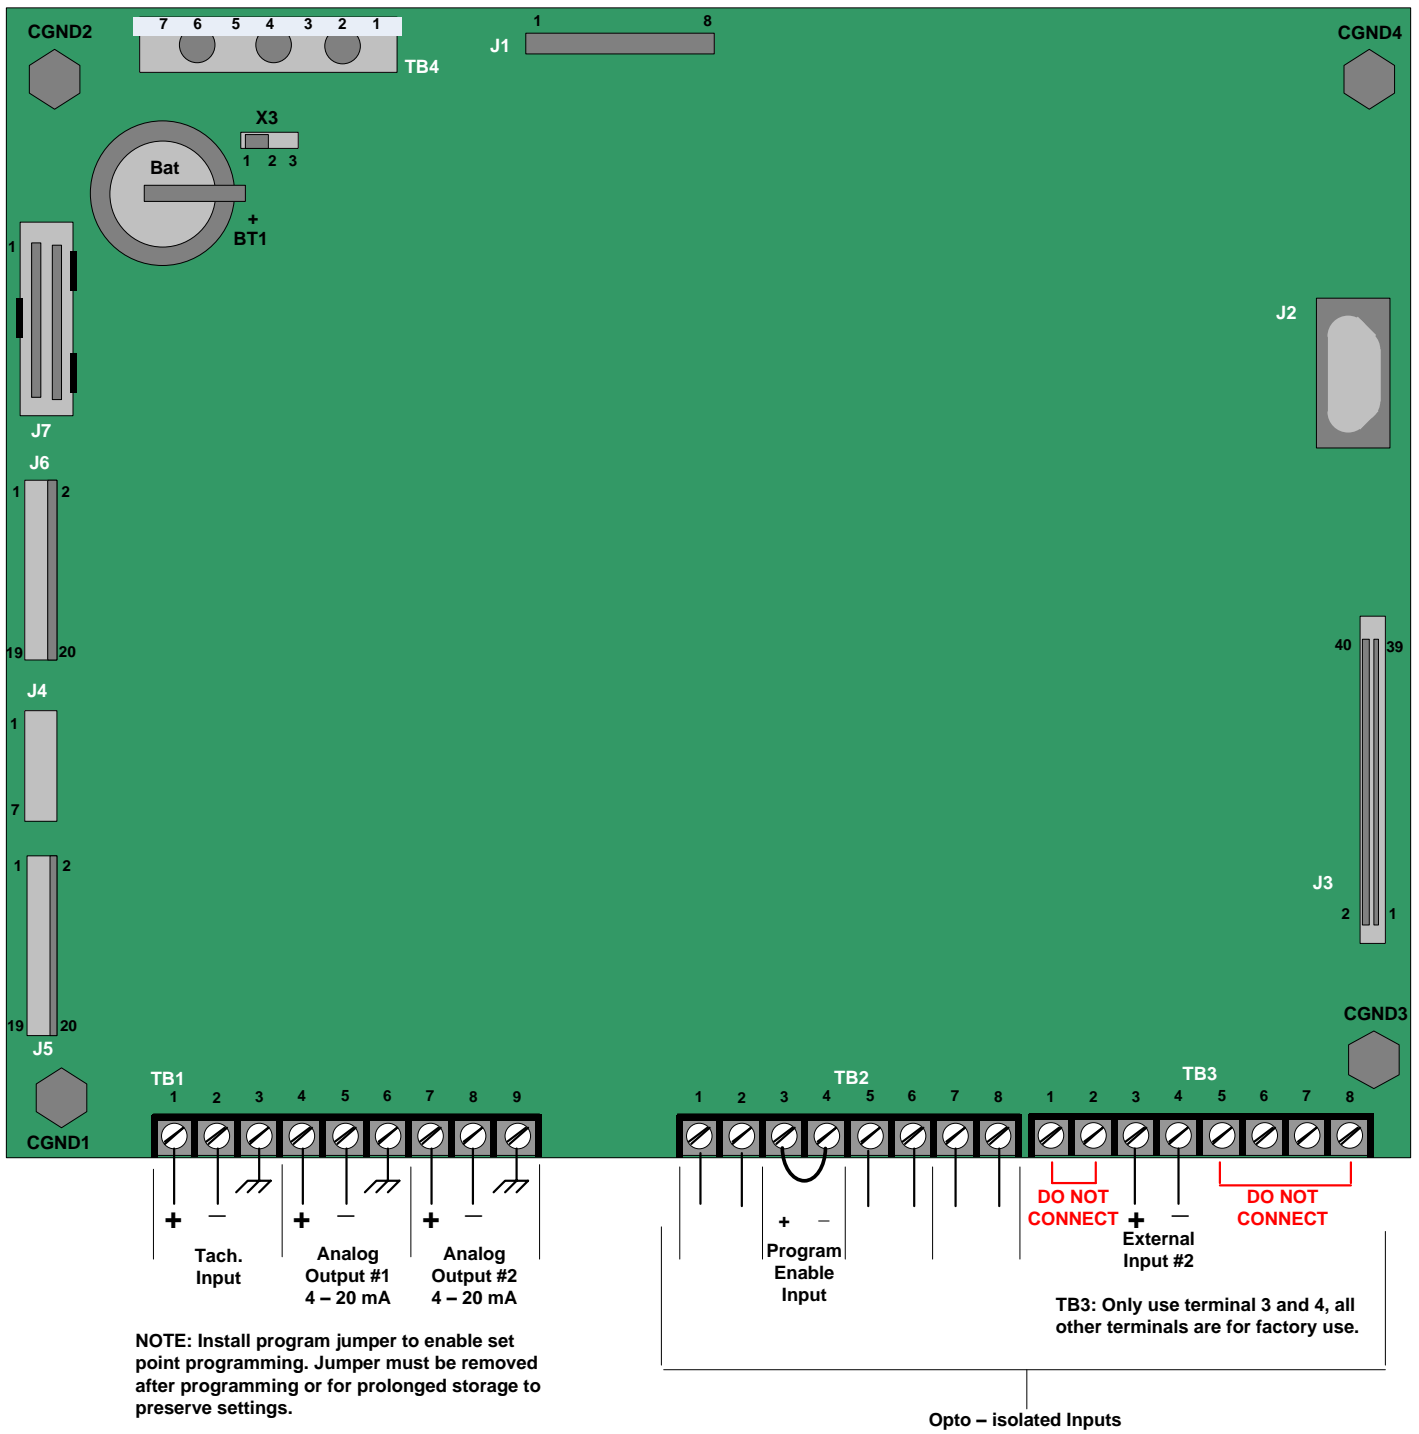 CGND2
7 6 5 4 3 2 1
TB4
J1
1 8
CGND4
X3
1 2 3
Bat
+
BT1
1
J7
J2
J6
1 2
19 20
J4
1
7
40 39
J3
2 1
1 2
19 20
J5
CGND1
CGND3
TB1
1 2 3 4 5 6 7 8 9
TB2
1 2 3 4 5 6 7 8
TB3
1 2 3 4 5 6 7 8
+ –
Tach.
Input
+ –
Analog
Output #1
4 – 20 mA
+ –
Analog
Output #2
4 – 20 mA
+ –
Program
Enable
Input
DO NOT
CONNECT
+ –
External
Input #2
DO NOT
CONNECT
TB3: Only use terminal 3 and 4, all
other terminals are for factory use.
NOTE: Install program jumper to enable set
point programming. Jumper must be removed
after programming or for prolonged storage to
preserve settings.
Opto – isolated Inputs